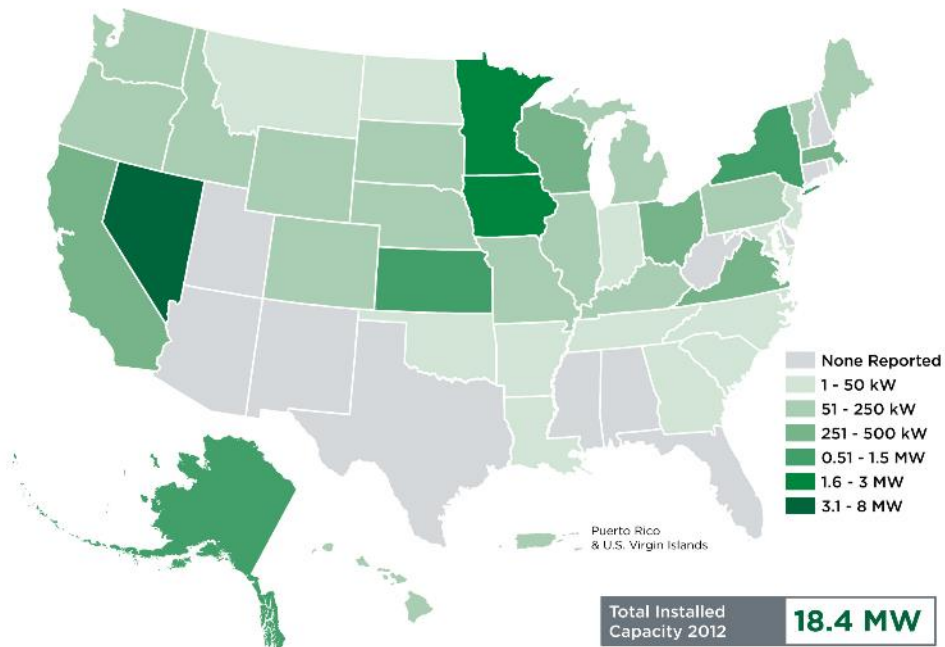 None Reported
1 - 50 kW
51 - 250 kW
251 - 500 kW
0.51 - 1.5 MW
1.6 - 3 MW
3.1 - 8 MW
Puerto Rico
& U.S. Virgin Islands
Total Installed
Capacity 2012
18.4 MW